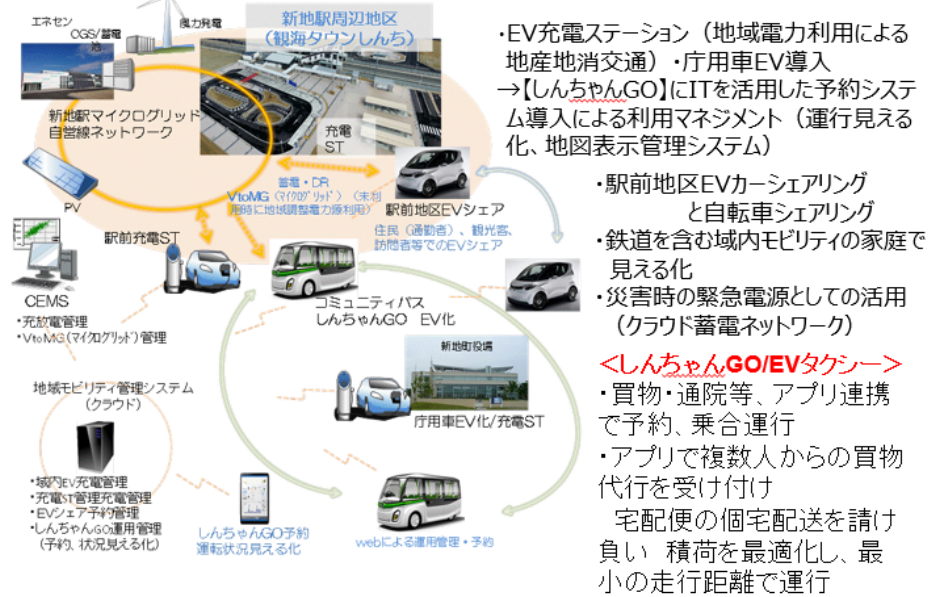 エネセン
CGS/蓄電池
風力発電
新地駅周辺地区
（観海タウンしんち）
新地駅マイクログリッド
自営線ネットワーク
充電
ST
PV
蓄電・DR
VtoMG（マイクログリッド）（未利
用時に地域調整電力源利用）
駅前地区EVシェア
住民（通勤者）、観光客、
訪問者等でのEVシェア
駅前充電ST
CEMS
・充放電管理
・VtoMG(マイクログリッド)管理
コミュニティバス
しんちゃんGO　EV化
新地町役場
庁用車EV化/充電ST
地域モビリティ管理システム
（クラウド）
・域内EV充電管理
・充電ST管理充電管理
・EVシェア予約管理
・しんちゃんGO運用管理
（予約、状況見える化）
しんちゃんGO予約
運転状況見える化
webによる運用管理・予約
・EV充電ステーション（地域電力利用による
地産地消交通）・庁用車EV導入
→【しんちゃんGO】にITを活用した予約システ
ム導入による利用マネジメント（運行見える
化、地図表示管理システム）
・駅前地区EVカーシェアリング
と自転車シェアリング
・鉄道を含む域内モビリティの家庭で
見える化
・災害時の緊急電源としての活用
（クラウド蓄電ネットワーク）
＜しんちゃんGO/EVタクシー＞
・買物・通院等、アプリ連携
で予約、乗合運行
・アプリで複数人からの買物
代行を受け付け
宅配便の個宅配送を請け
負い　積荷を最適化し、最
小の走行距離で運行